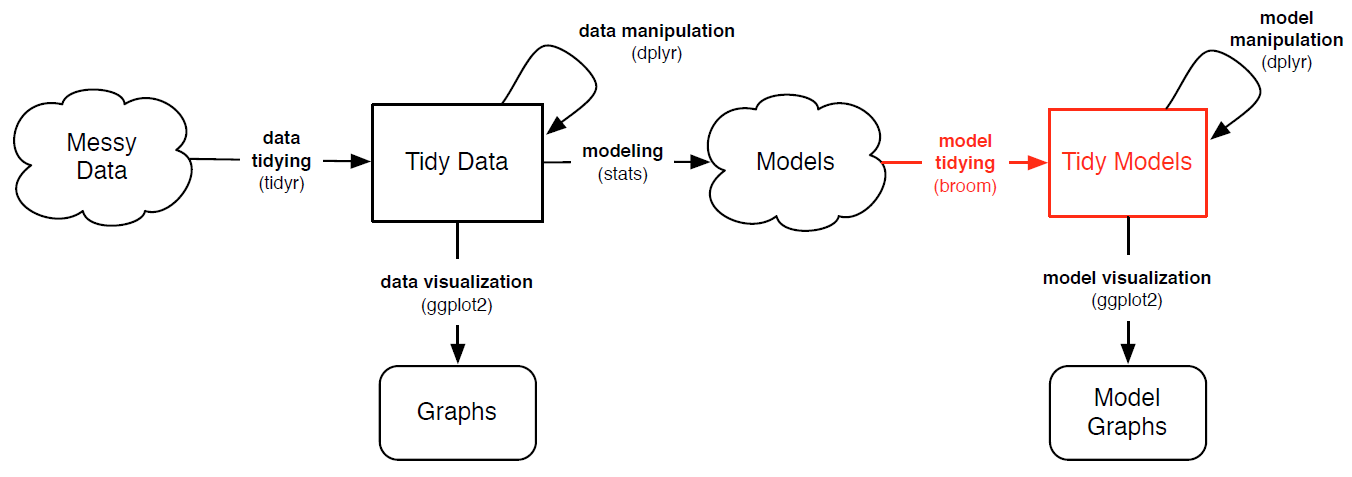 data manipulation
(dplyr)
model
manipulation
(dplyr)
Messy
Data
data
tidying
(tidyr)
Tidy Data
modeling
(stats)
Models
model
tidying
(broom)
Tidy Models
data visualization
(ggplot2)
model visualization
(ggplot2)
Graphs
Model
Graphs